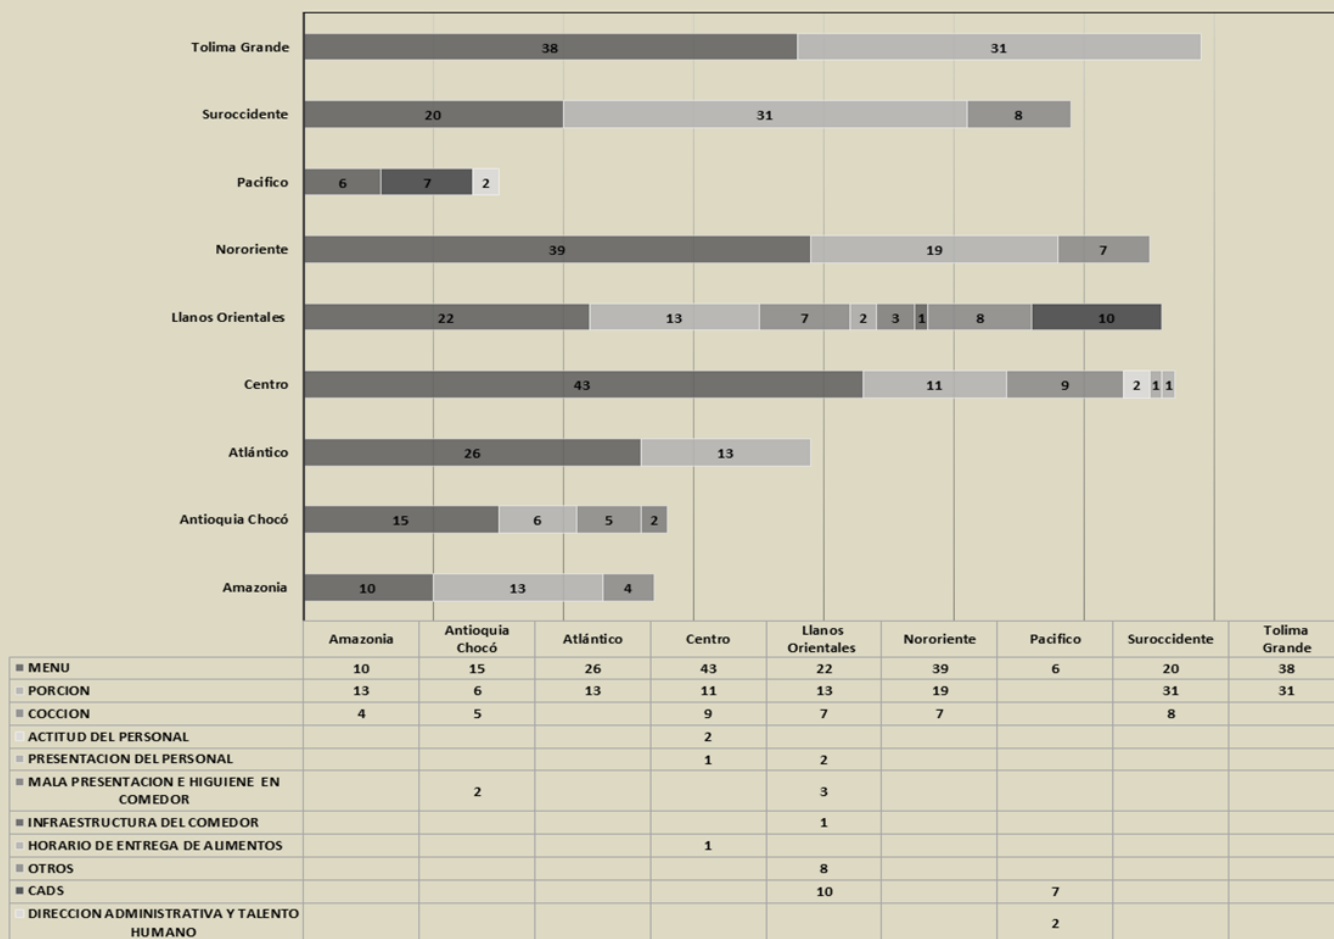 Tolima Grande 38 31
Suroccidente 20 31 8
Pacifico 6 7 2
Nororiente 39 19 7
Llanos Orientales 22 13 7 2 3 1 8 10
Centro 43 11 9 2 1 1
Atlántico 26 13
Antioquia Chocó 15 6 5 2
Amazonia 10 13 4
Amazonia Antioquia Chocó Atlántico Centro Llanos Orientales Nororiente Pacifico Suroccidente Tolima Grande
MENU 10 15 26 43 22 39 6 20 38
PORCION 13 6 13 11 13 19 31 31
COCCION 4 5 9 7 7 8
ACTITUD DEL PERSONAL 2
PRESENTACION DEL PERSONAL 1 2
MALA PRESENTACION E HIGUIENE EN
COMEDOR 2 3
INFRAESTRUCTURA DEL COMEDOR 1
HORARIO DE ENTREGA DE ALIMENTOS 1
OTROS 8
CADS 10 7
DIRECCION ADMINISTRATIVA Y TALENTO
HUMANO 2